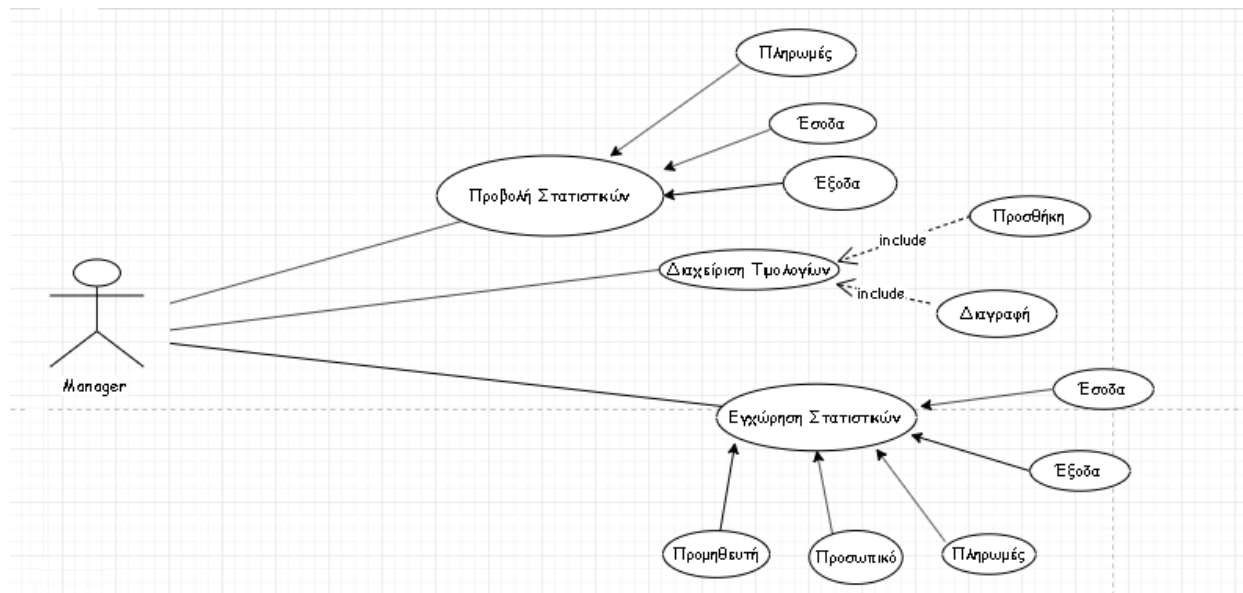 Πληρωμές
Έσοδα
Προβολή Στατιστικών
Έξοδα
Προσθήκη
include
Διαχείριση Τιμολογίων
include
Διαγραφή
Manager
Έσοδα
Εγχώρηση Στατιστικών
Έξοδα
Προμηθευτή
Προσωπικό
Πληρωμές